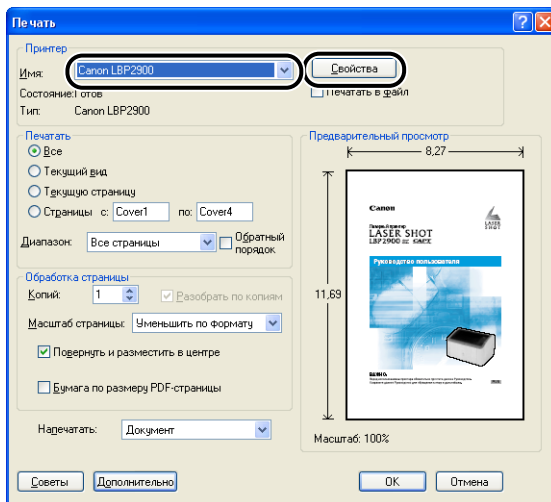 Печать
Принтер
Имя: Canon LBP2900 Свойства
Состояние: Готов Печатать в файл
Тип: Canon LBP2900
Печатать
Все
Текущий вид
Текущую страницу
Страницы с: Cover1 по: Cover4
Диапазон: Все страницы Обратный порядок
Обработка страницы
Копий: 1 Разобрать по копиям
Масштаб страницы: Уменьшить по формату
Повернуть и разместить в центре
Бумага по размеру PDF-страницы
Напечатать: Документ
Предварительный просмотр
8,27
11,69
Canon
LASER SHOT
LASER SHOT
LBP2900
Руководство пользователя
Масштаб: 100%
Советы Дополнительно OK Отмена